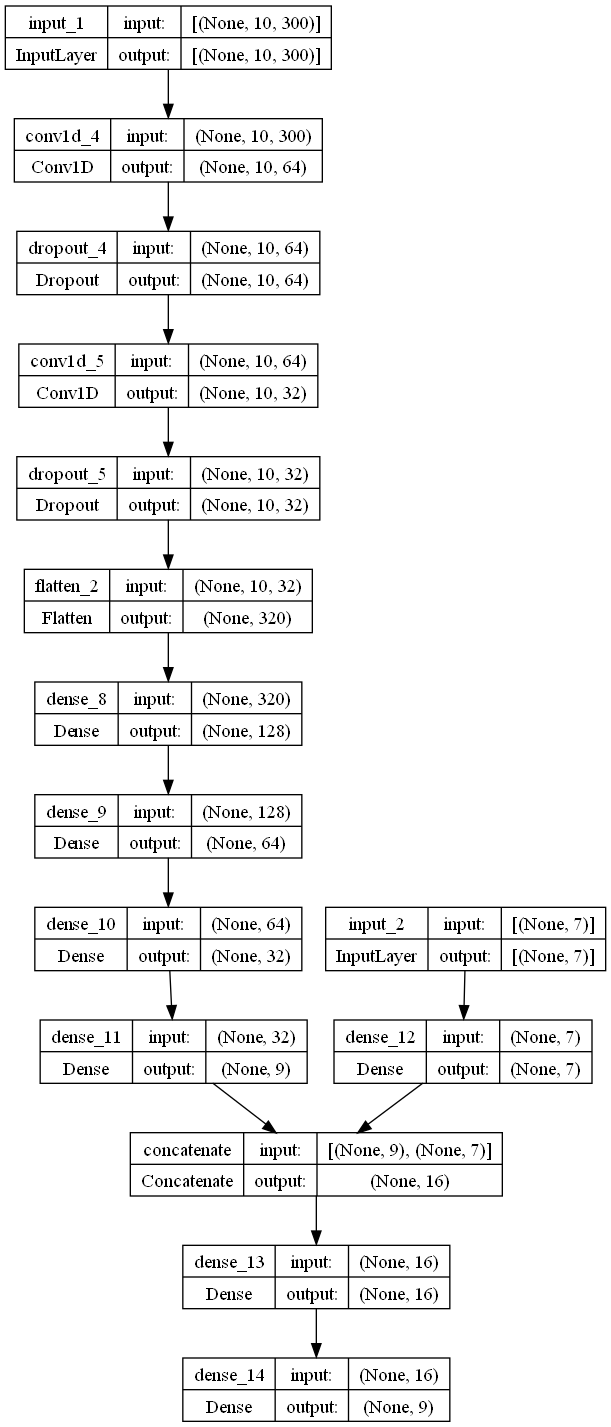 input_1 input: [(None, 10, 300)]
InputLayer output: [(None, 10, 300)]
conv1d_4 input: (None, 10, 300)
Conv1D output: (None, 10, 64)
dropout_4 input: (None, 10, 64)
Dropout output: (None, 10, 64)
conv1d_5 input: (None, 10, 64)
Conv1D output: (None, 10, 32)
dropout_5 input: (None, 10, 32)
Dropout output: (None, 10, 32)
flatten_2 input: (None, 10, 32)
Flatten output: (None, 320)
dense_8 input: (None, 320)
Dense output: (None, 128)
dense_9 input: (None, 128)
Dense output: (None, 64)
dense_10 input: (None, 64)
Dense output: (None, 32)
input_2 input: [(None, 7)]
InputLayer output: [(None, 7)]
dense_11 input: (None, 32)
Dense output: (None, 9)
dense_12 input: (None, 7)
Dense output: (None, 7)
concatenate input: [(None, 9), (None, 7)]
Concatenate output: (None, 16)
dense_13 input: (None, 16)
Dense output: (None, 16)
dense_14 input: (None, 16)
Dense output: (None, 9)